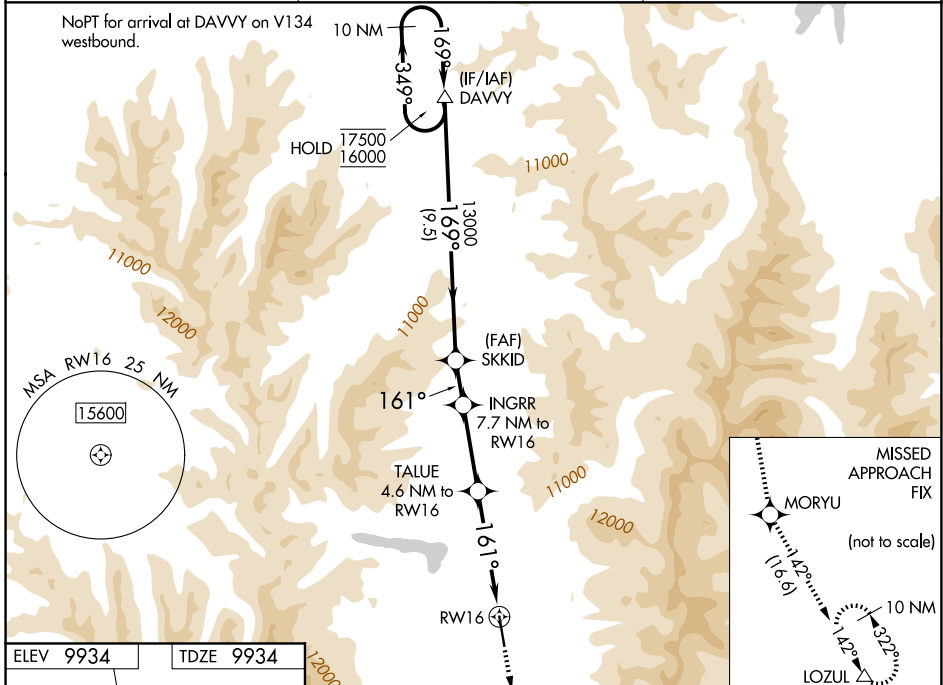 NoPT for arrival at DAVVY on V134
westbound.
10 NM
169°
349°
(IF/IAF)
DAVVY
HOLD
17500
16000
11000
13000
169°
(9.5)
11000
12000
11000
(FAF)
SKKID
MSA RW16 25 NM
15600
161°
INGRR
7.7 NM to
RW16
TALUE
4.6 NM to
RW16
11000
12000
161°
RW16
MISSED
APPROACH
FIX
MORYU
(not to scale)
142°
(16.6)
10 NM
142°
322°
LOZUL
ELEV 9934
TDZE 9934
12000